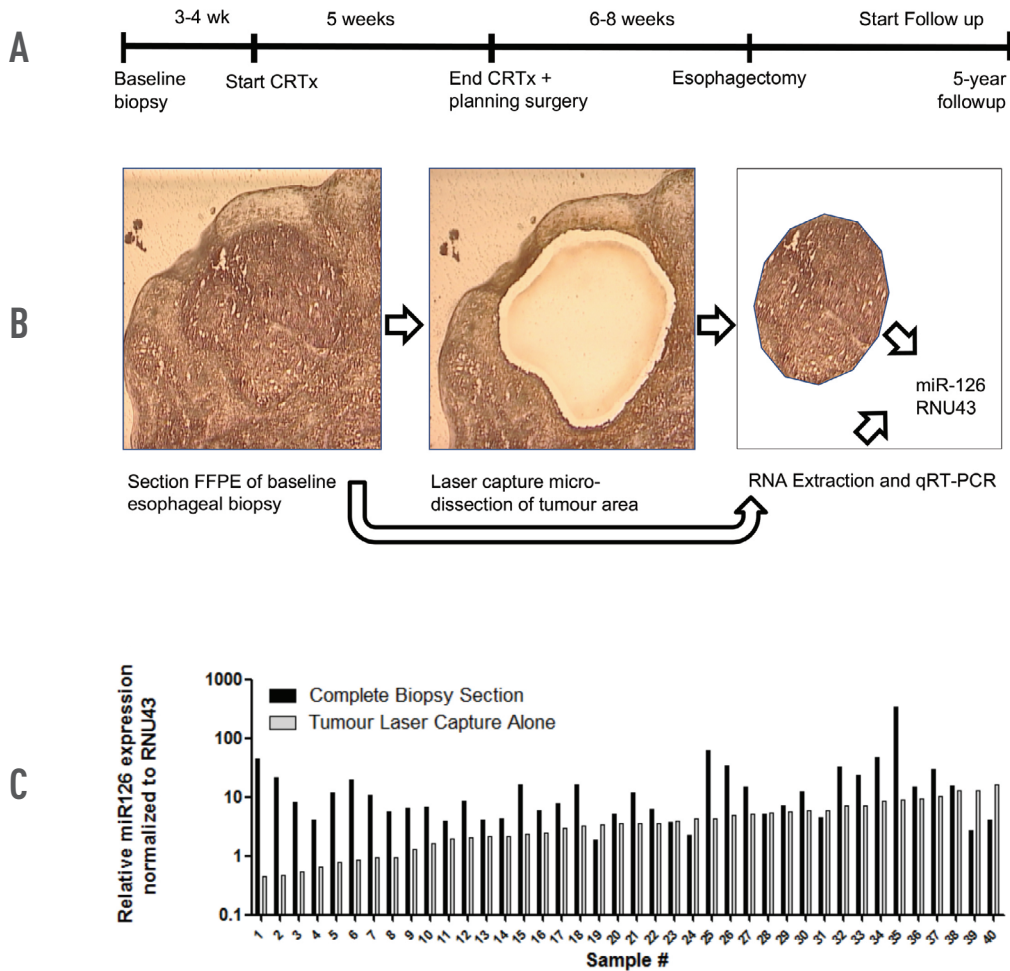 A
3-4 wk
5 weeks
6-8 weeks
Start Follow up
Baseline
biopsy
Start CRTx
End CRTx +
planning surgery
Esophagectomy
5-year
followup
B
miR-126
RNU43
Section FFPE of baseline
esophageal biopsy
Laser capture micro-
dissection of tumour area
RNA Extraction and qRT-PCR
C
Relative miR126 expression
normalized to RNU43
1000
100
10
1
0.1
Complete Biopsy Section
Tumour Laser Capture Alone
1 2 3 4 5 6 7 8 9 10 11 12 13 14 15 16 17 18 19 20 21 22 23 24 25 26 27 28 29 30 31 32 33 34 35 36 37 38 39 40
Sample #